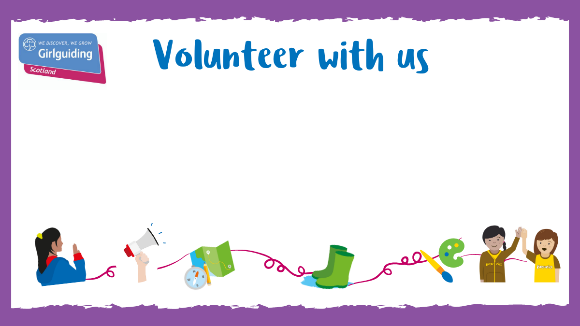 WE DISCOVER, WE GROW
Girlguiding
Scotland
Volunteer with us